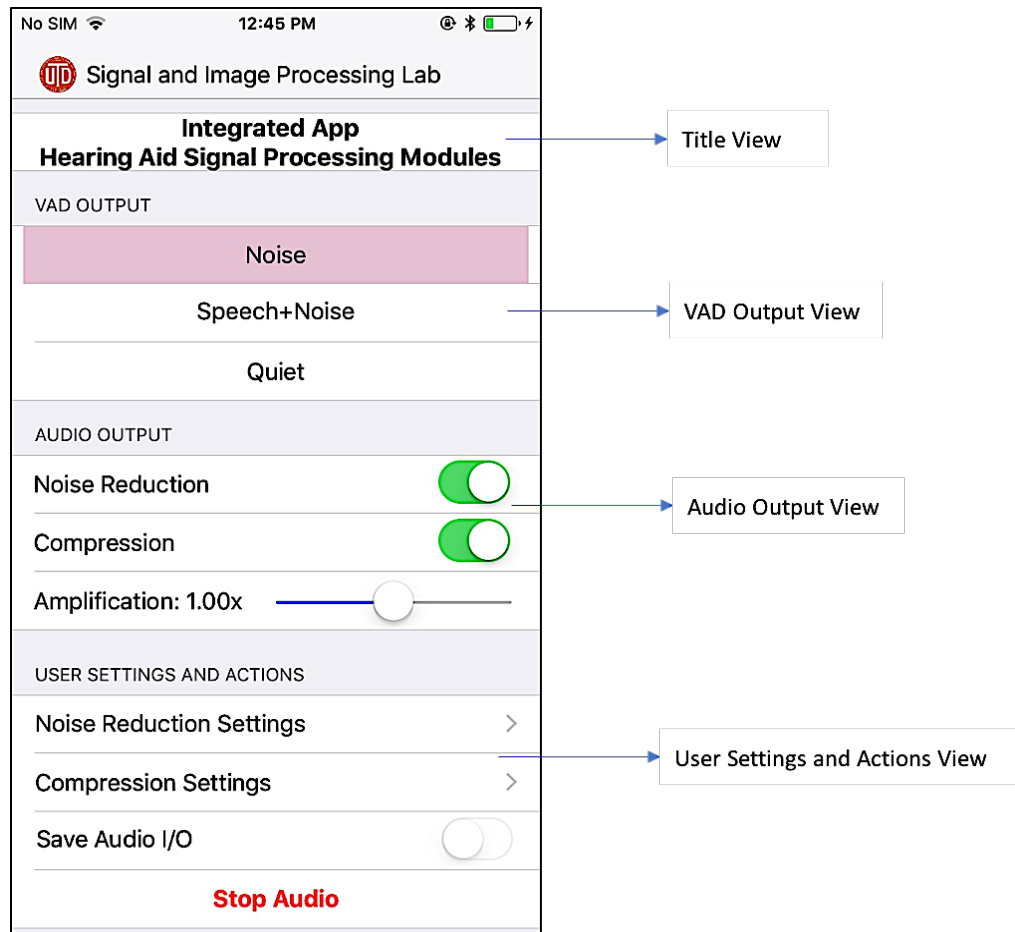 No SIM 12:45 PM
UTD Signal and Image Processing Lab
Integrated App
Hearing Aid Signal Processing Modules
Title View
VAD OUTPUT
Noise
Speech+Noise
VAD Output View
Quiet
AUDIO OUTPUT
Noise Reduction
Audio Output View
Compression
Amplification: 1.00x
USER SETTINGS AND ACTIONS
Noise Reduction Settings
User Settings and Actions View
Compression Settings
Save Audio I/O
Stop Audio